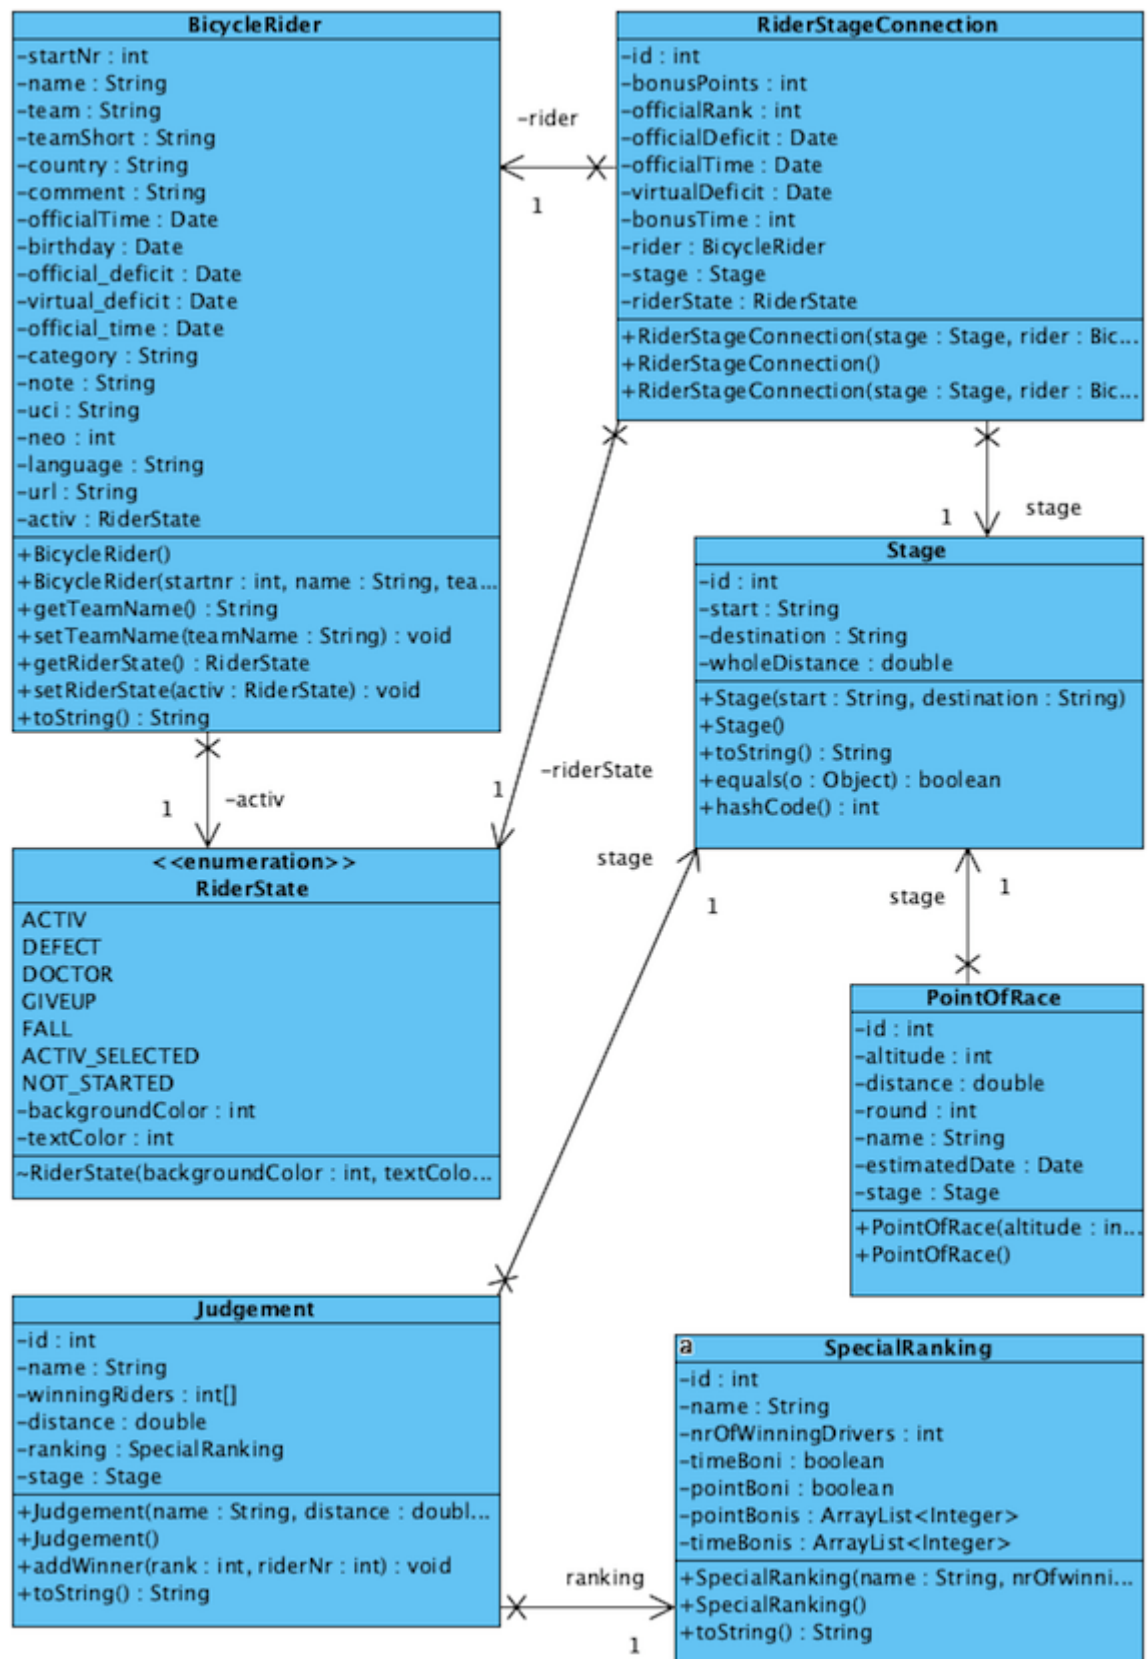 BicycleRider
-startNr : int
-name : String
-team : String
-teamShort : String
-country : String
-comment : String
-officialTime : Date
-birthday : Date
-official_deficit : Date
-virtual_deficit : Date
-official_time : Date
-category : String
-note : String
-uci : String
-neo : int
-language : String
-url : String
-activ : RiderState
+BicycleRider()
+BicycleRider(startnr : int, name : String, tea...
+getTeamName() : String
+setTeamName(teamName : String) : void
+getRiderState() : RiderState
+setRiderState(activ : RiderState) : void
+toString() : String
-rider
1
RiderStageConnection
-id : int
-bonusPoints : int
-officialRank : int
-officialDeficit : Date
-officialTime : Date
-virtualDeficit : Date
-bonusTime : int
-rider : BicycleRider
-stage : Stage
-riderState : RiderState
+RiderStageConnection(stage : Stage, rider : Bic...
+RiderStageConnection()
+RiderStageConnection(stage : Stage, rider : Bic...
1
stage
Stage
-id : int
-start : String
-destination : String
-wholeDistance : double
+Stage(start : String, destination : String)
+Stage()
+toString() : String
+equals(o : Object) : boolean
+hashCode() : int
1
-activ
1
-riderState
<<enumeration>>
RiderState
ACTIV
DEFECT
DOCTOR
GIVEUP
FALL
ACTIV_SELECTED
NOT_STARTED
-backgroundColor : int
-textColor : int
~RiderState(backgroundColor : int, textColo...
stage
1
stage
1
PointOfRace
-id : int
-altitude : int
-distance : double
-round : int
-name : String
-estimatedDate : Date
-stage : Stage
+PointOfRace(altitude : in...
+PointOfRace()
Judgement
-id : int
-name : String
-winningRiders : int[]
-distance : double
-ranking : SpecialRanking
-stage : Stage
+Judgement(name : String, distance : doubl...
+Judgement()
+addWinner(rank : int, riderNr : int) : void
+toString() : String
ranking
1
a
SpecialRanking
-id : int
-name : String
-nrOfWinningDrivers : int
-timeBoni : boolean
-pointBoni : boolean
-pointBonis : ArrayList<Integer>
-timeBonis : ArrayList<Integer>
+SpecialRanking(name : String, nrOfwinni...
+SpecialRanking()
+toString() : String